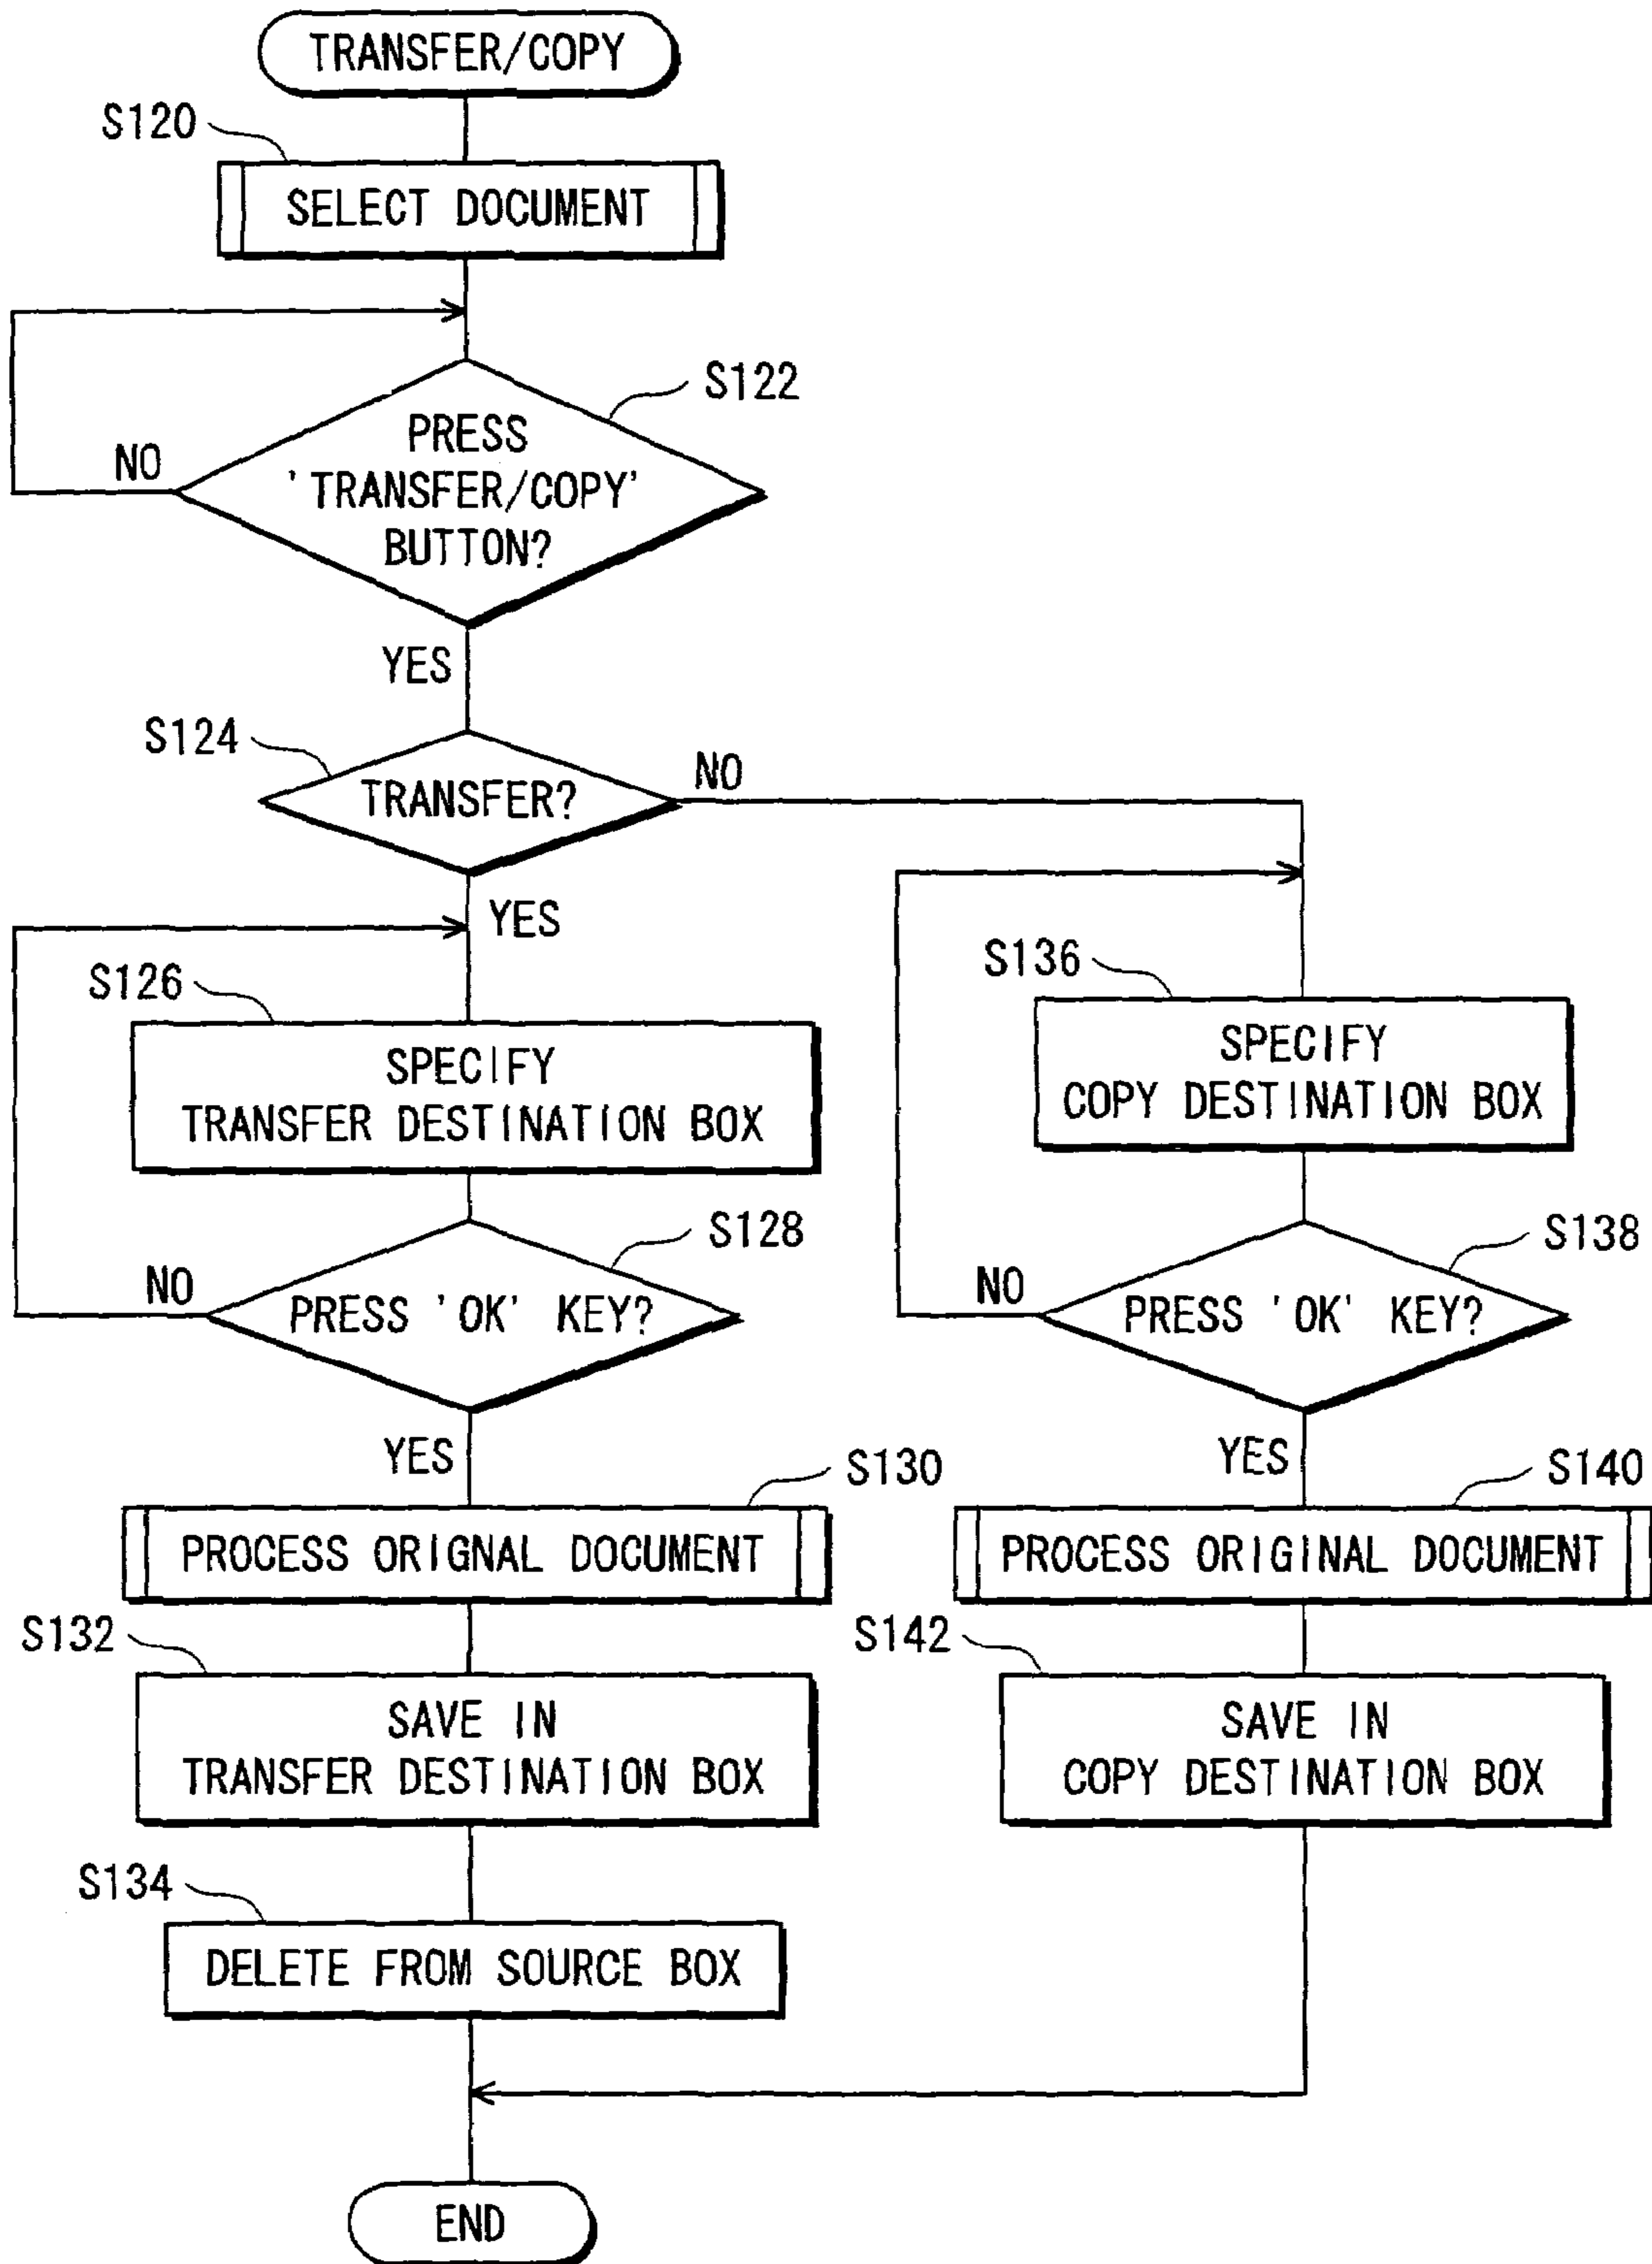 TRANSFER/COPY
S120
SELECT DOCUMENT
S122
PRESS
'TRANSFER/COPY'
BUTTON?
NO
YES
S124
TRANSFER?
NO
YES
S126
SPECIFY
TRANSFER DESTINATION BOX
S128
PRESS 'OK' KEY?
NO
YES
S130
PROCESS ORIGNAL DOCUMENT
S132
SAVE IN
TRANSFER DESTINATION BOX
S134
DELETE FROM SOURCE BOX
S136
SPECIFY
COPY DESTINATION BOX
S138
PRESS 'OK' KEY?
NO
YES
S140
PROCESS ORIGINAL DOCUMENT
S142
SAVE IN
COPY DESTINATION BOX
END